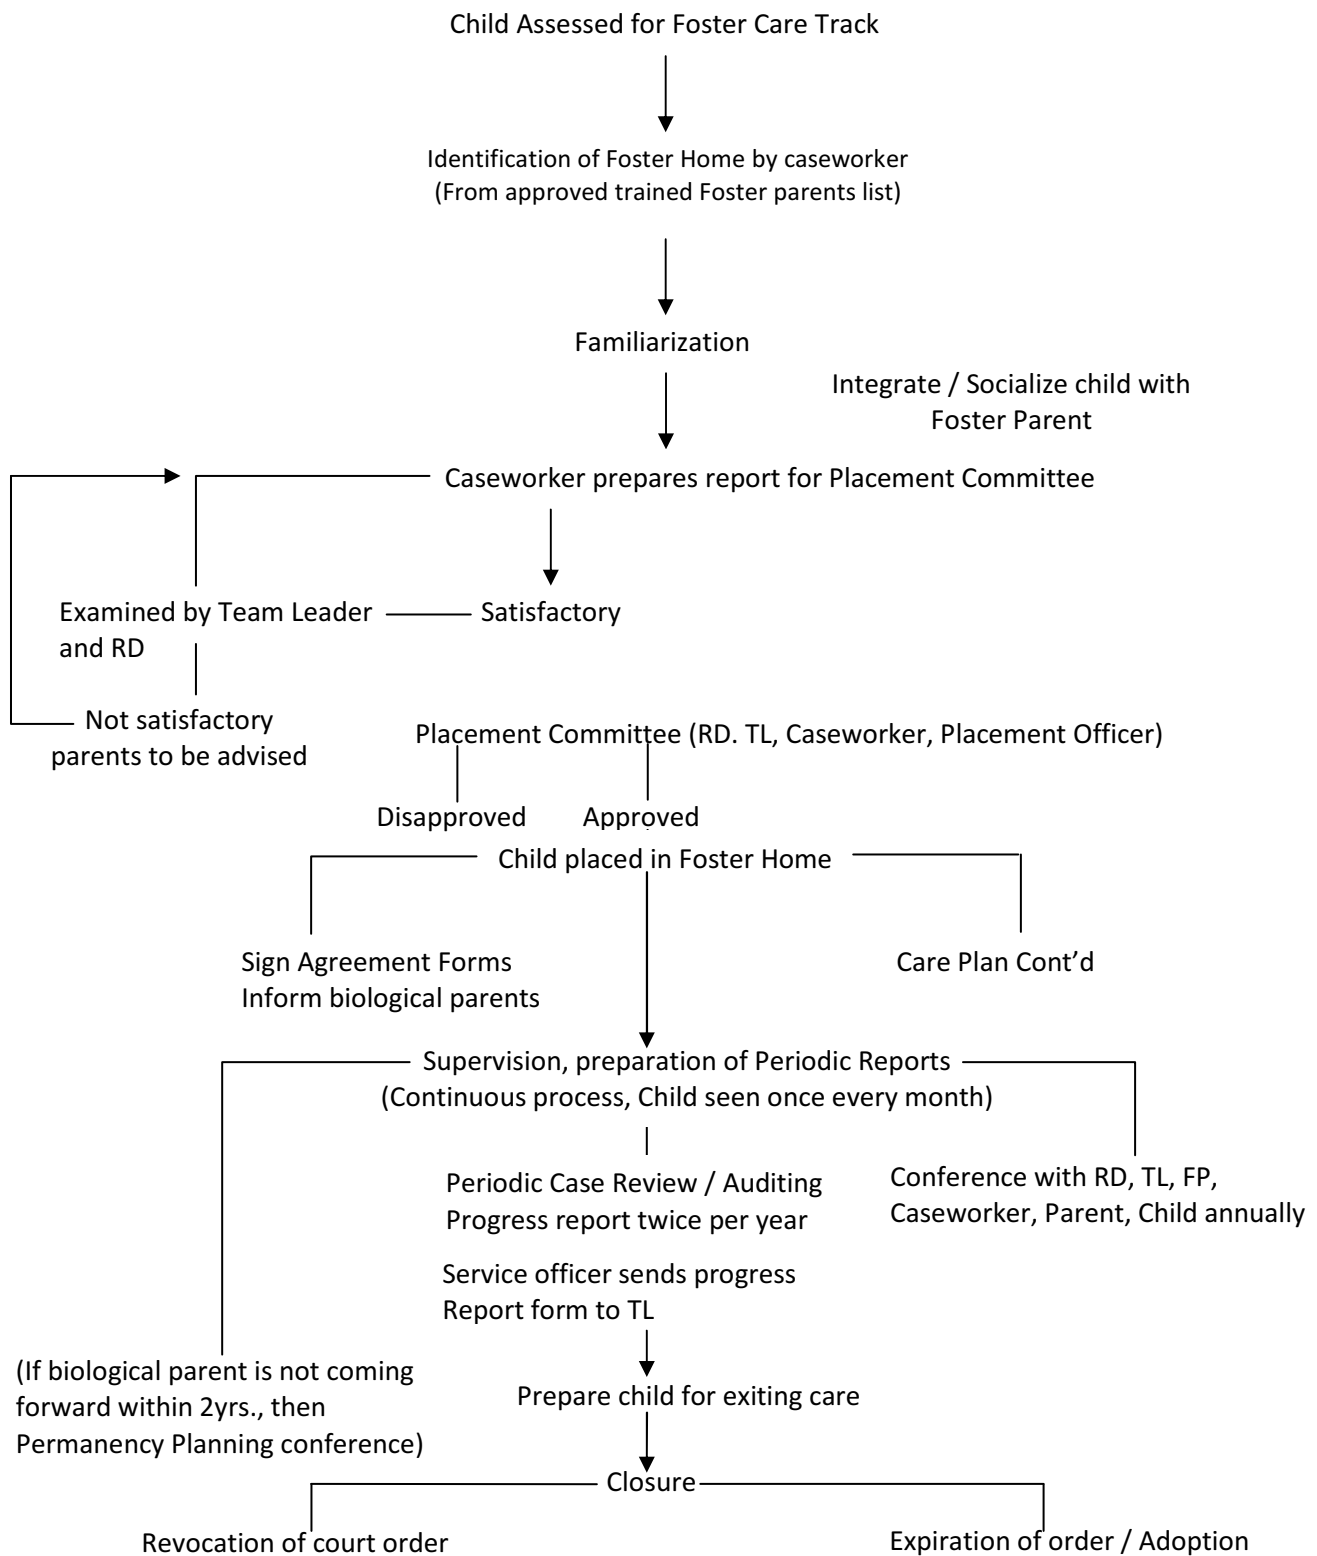 Child Assessed for Foster Care Track
Identification of Foster Home by caseworker
(From approved trained Foster parents list)
Familiarization
Integrate / Socialize child with
Foster Parent
Caseworker prepares report for Placement Committee
Examined by Team Leader
and RD
Satisfactory
Not satisfactory
parents to be advised
Placement Committee (RD. TL, Caseworker, Placement Officer)
Disapproved
Approved
Child placed in Foster Home
Sign Agreement Forms
Inform biological parents
Care Plan Cont’d
Supervision, preparation of Periodic Reports
(Continuous process, Child seen once every month)
Periodic Case Review / Auditing
Progress report twice per year
Conference with RD, TL, FP,
Caseworker, Parent, Child annually
Service officer sends progress
Report form to TL
(If biological parent is not coming
forward within 2yrs., then
Permanency Planning conference)
Prepare child for exiting care
Closure
Revocation of court order
Expiration of order / Adoption